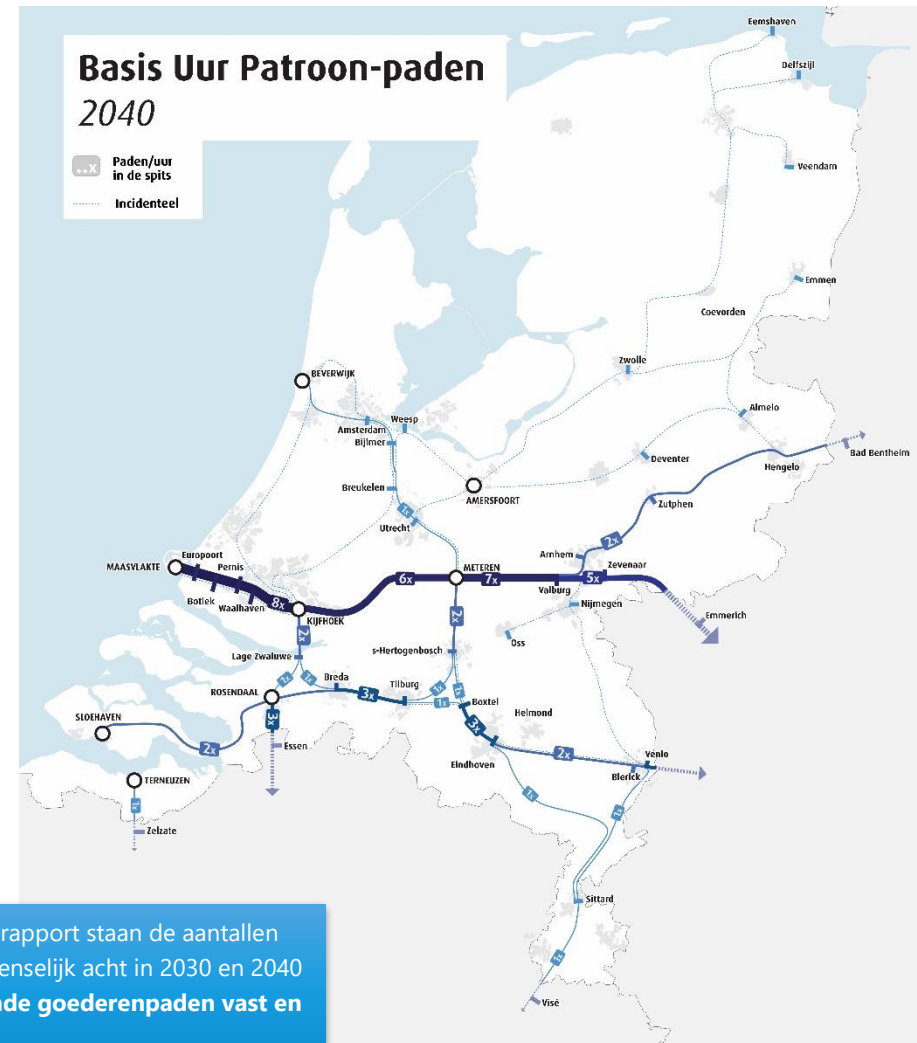 Basis Uur Patroon-paden
2040
..x
Paden/uur
in de spits
Incidenteel
Eemshaven
Delfszijl
Veendam
Emmen
Coevorden
Zwolle
BEVERWIJK
Amsterdam
Weesp
Bijlmer
Almelo
Bad Bentheim
Deventer
Hengelo
Breukelen
AMERSFOORT
1x
Utrecht
Zutphen
2x
Arnhem
Zevenaar
MAASVLAKTE
Europoort
Pernis
METEREN
6x
7x
5x
Botlek
Waalhaven
8x
KIJFHOEK
Valburg
Nijmegen
Emmerich
2x
2x
Oss
Lage Zwaluwe
s-Hertogenbosch
1x
1x
Breda
Tilburg
1x
1x
ROSENDAAL
3x
1x
Boxtel
SLOEHAVEN
3x
3x
Helmond
2x
Essen
2x
Venlo
Eindhoven
Blerick
TERNEUZEN
1x
1x
1x
Zelzate
Sittard
1x
Visé
rapport staan de aantallen
enselijk acht in 2030 en 2040
de goederenpaden vast en